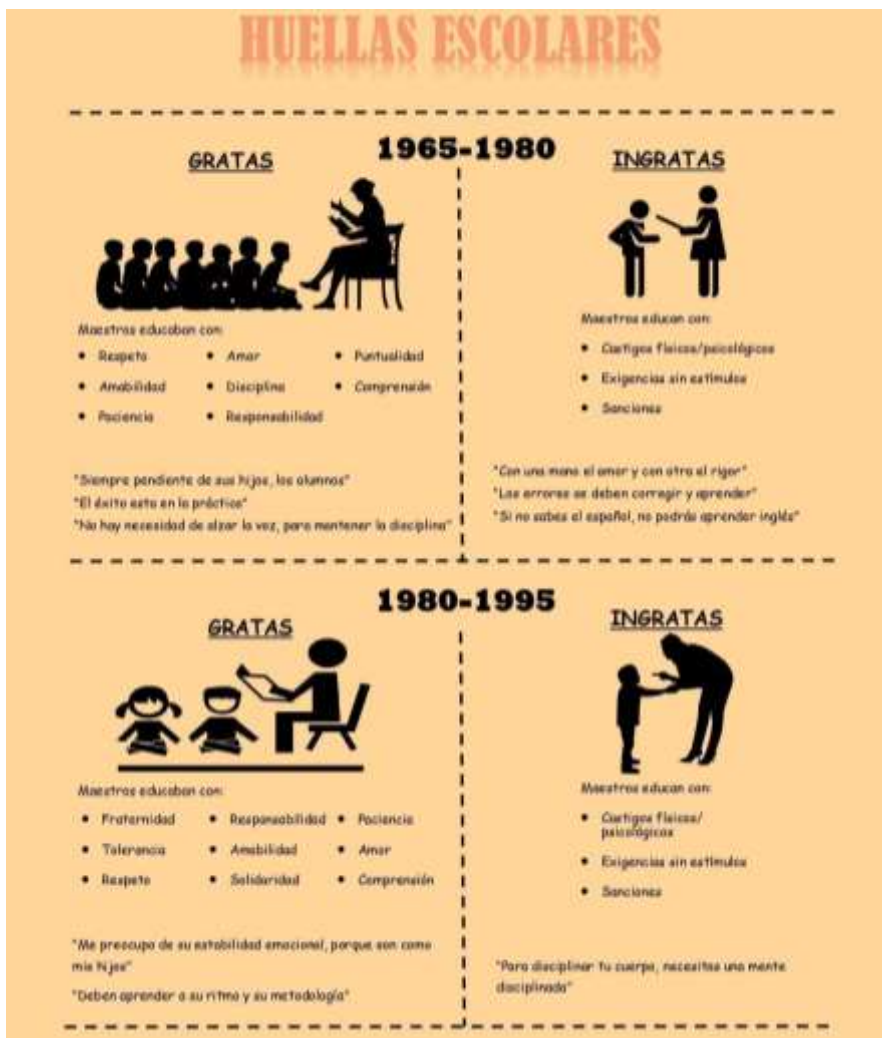 HUELLAS ESCOLARES
1965-1980
GRATAS
Maestros educaban con:
• Respeto
• Amor
• Puntualidad
• Amabilidad
• Disciplina
• Comprensión
• Paciencia
• Responsabilidad
"Siempre pendiente de sus hijos, los alumnos"
"El éxito esta en la práctica"
"No hay necesidad de alzar la voz, para mantener la disciplina"
INGRATAS
Maestros educan con:
• Castigos físicos/psicológicos
• Exigencias sin estímulos
• Sanciones
"Con una mano el amor y con otra el rigor"
"Los errores se deben corregir y aprender"
"Si no sabes el español, no podrás aprender inglés"
1980-1995
GRATAS
Maestros educaban con:
• Fraternidad
• Responsabilidad
• Paciencia
• Tolerancia
• Amabilidad
• Amor
• Respeto
• Solidaridad
• Comprensión
"Me preocupo de su estabilidad emocional, porque son como
mis hijos"
"Deben aprender a su ritmo y su metodología"
INGRATAS
Maestros educan con:
• Castigos físicos/
psicológicos
• Exigencias sin estímulos
• Sanciones
"Para disciplinar tu cuerpo, necesitas una mente
disciplinada"